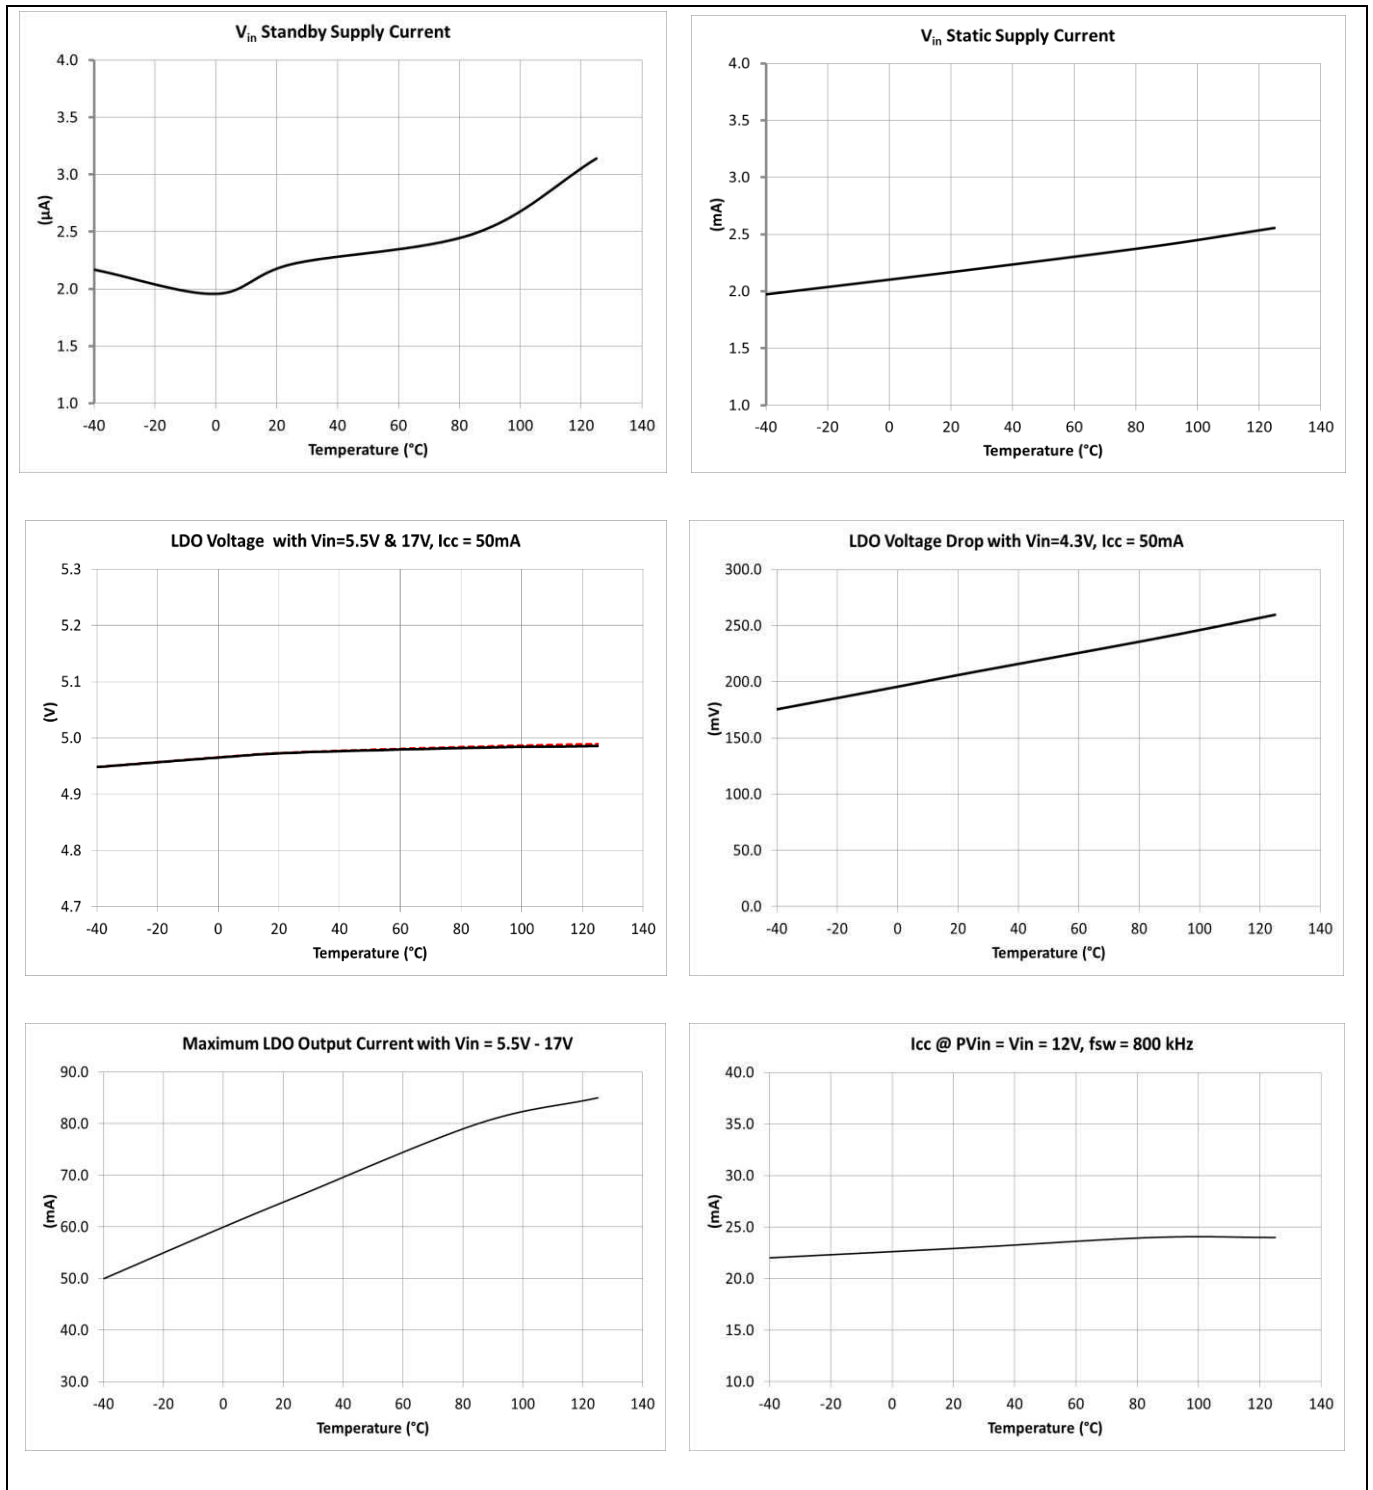 Vin Standby Supply Current
4.0
3.5
3.0
2.5
2.0
1.5
1.0
(µA)
-40 -20 0 20 40 60 80 100 120 140
Temperature (°C)
Vin Static Supply Current
4.0
3.5
3.0
2.5
2.0
1.5
1.0
(mA)
-40 -20 0 20 40 60 80 100 120 140
Temperature (°C)
LDO Voltage with Vin=5.5V & 17V, Icc = 50mA
5.3
5.2
5.1
5.0
4.9
4.8
4.7
(V)
-40 -20 0 20 40 60 80 100 120 140
Temperature (°C)
LDO Voltage Drop with Vin=4.3V, Icc = 50mA
300.0
250.0
200.0
150.0
100.0
50.0
0.0
(mV)
-40 -20 0 20 40 60 80 100 120 140
Temperature (°C)
Maximum LDO Output Current with Vin = 5.5V - 17V
90.0
80.0
70.0
60.0
50.0
40.0
30.0
(mA)
-40 -20 0 20 40 60 80 100 120 140
Temperature (°C)
Icc @ PVin = Vin = 12V, fsw = 800 kHz
40.0
35.0
30.0
25.0
20.0
15.0
10.0
(mA)
-40 -20 0 20 40 60 80 100 120 140
Temperature (°C)